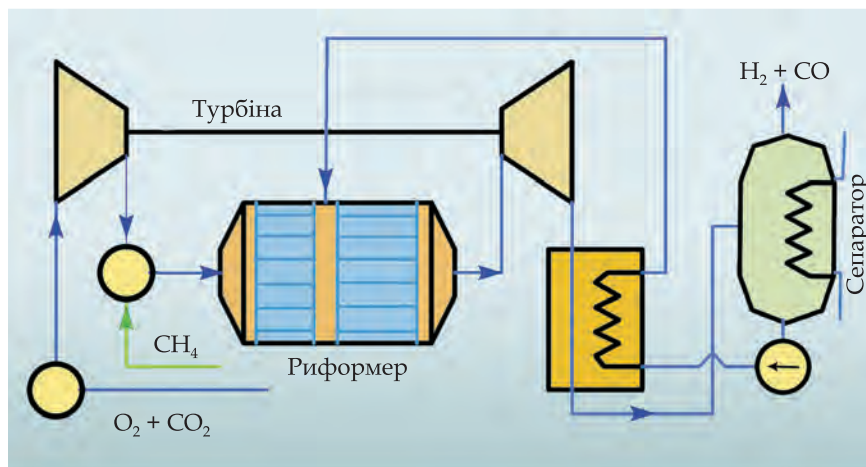 H₂ + CO
Турбіна
Сепаратор
CH₄
Риформер
O₂ + CO₂